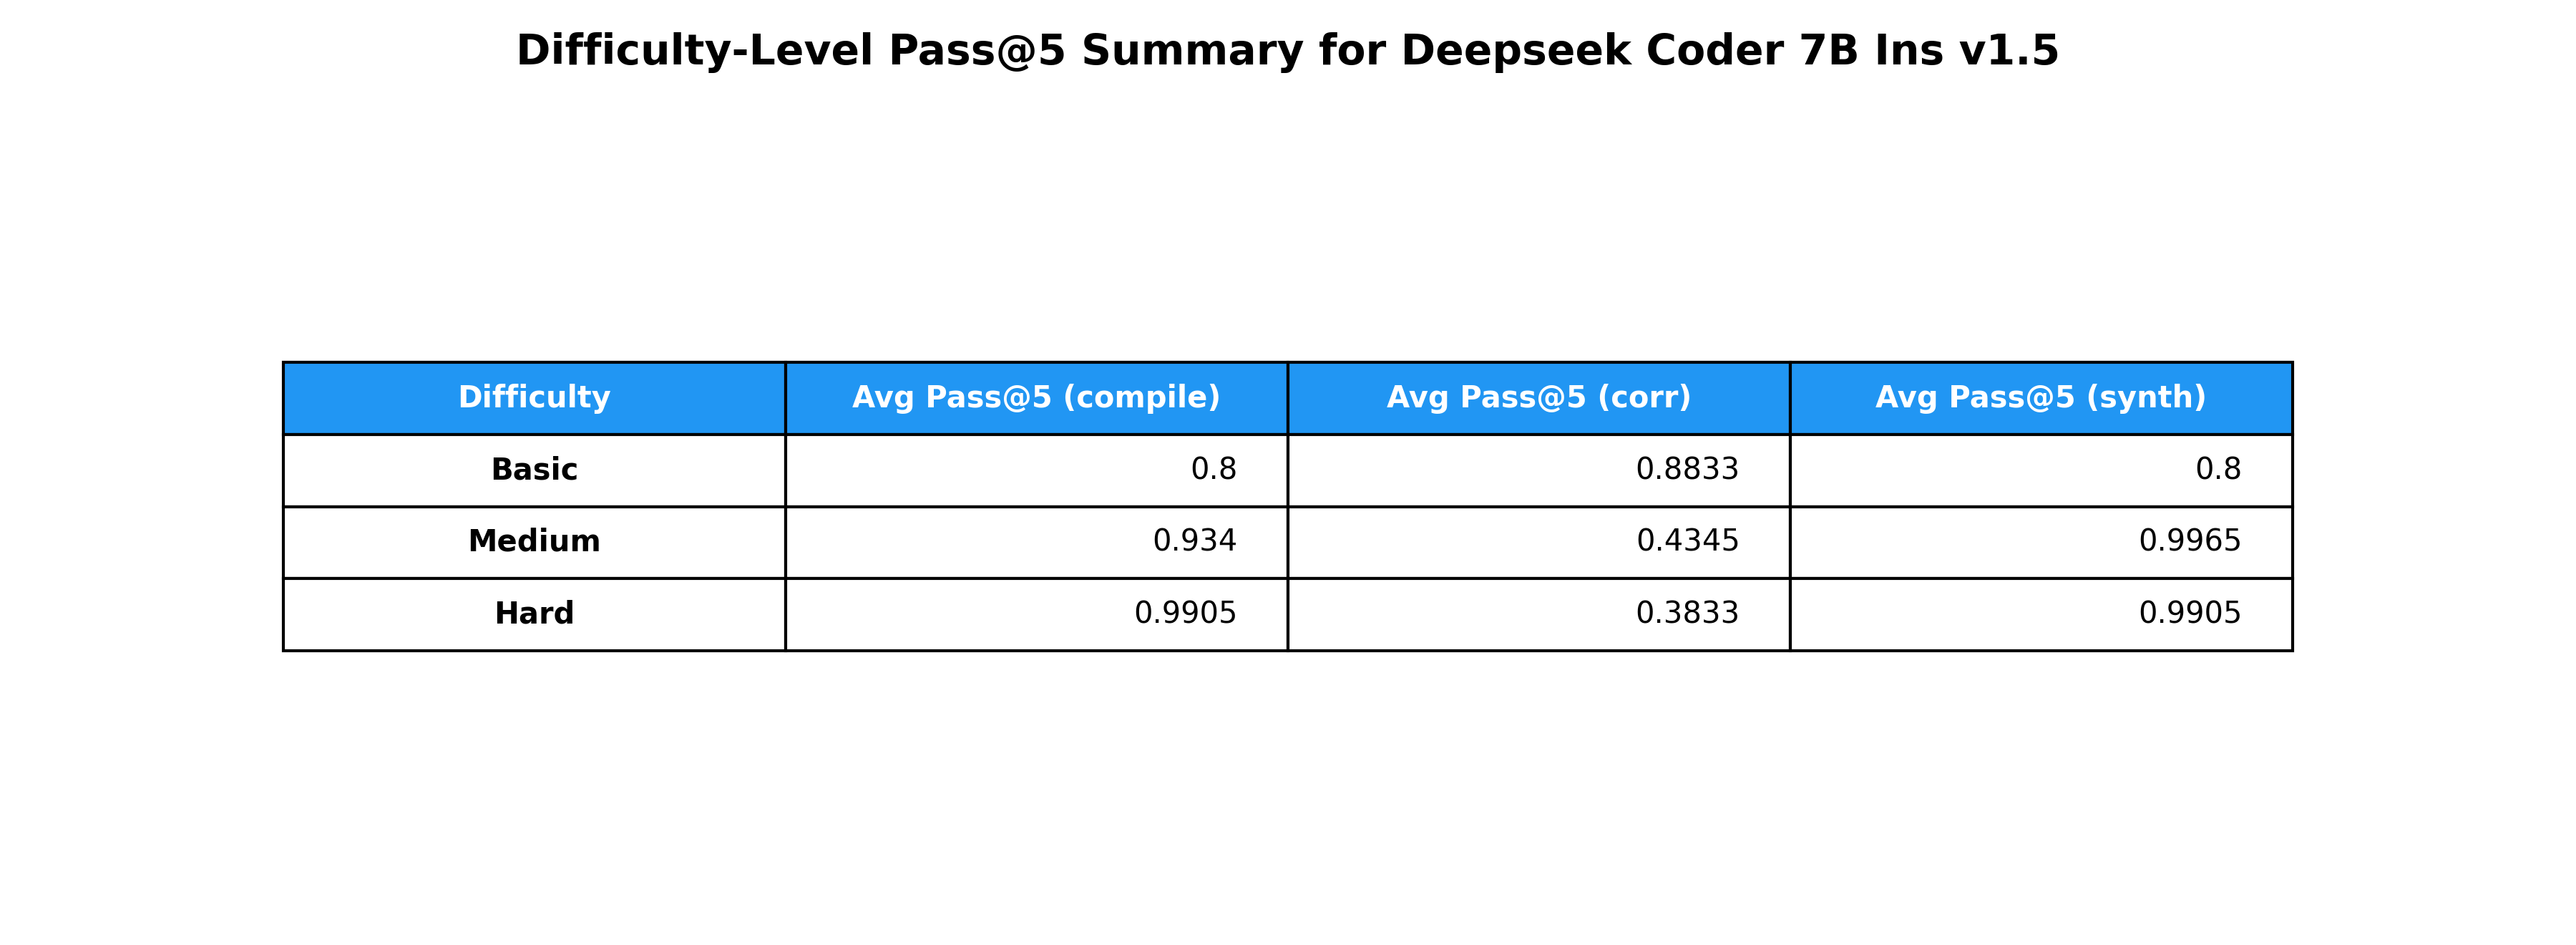 Difficulty-Level Pass@5 Summary for Deepseek Coder 7B Ins v1.5
Difficulty Avg Pass@5 (compile) Avg Pass@5 (corr) Avg Pass@5 (synth)
Basic 0.8 0.8833 0.8
Medium 0.934 0.4345 0.9965
Hard 0.9905 0.3833 0.9905